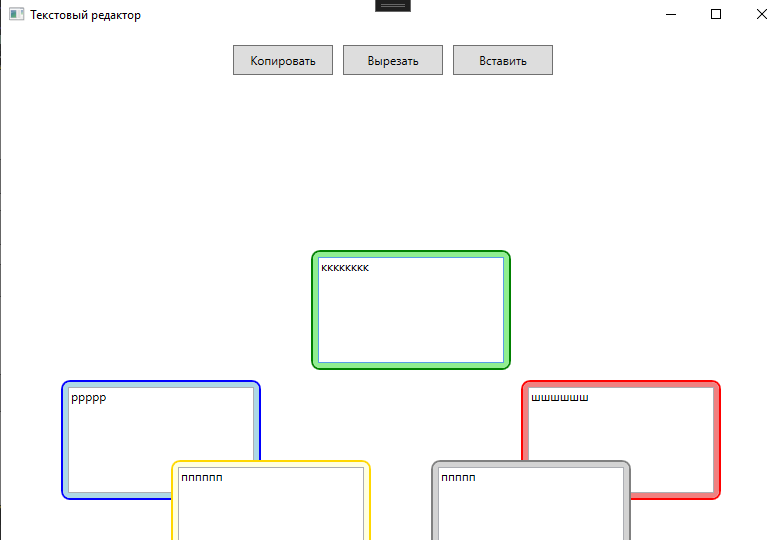 Текстовый редактор
Копировать
Вырезать
Вставить
кккккккк
ррррр
шшшшшш
пппппп
ппппп